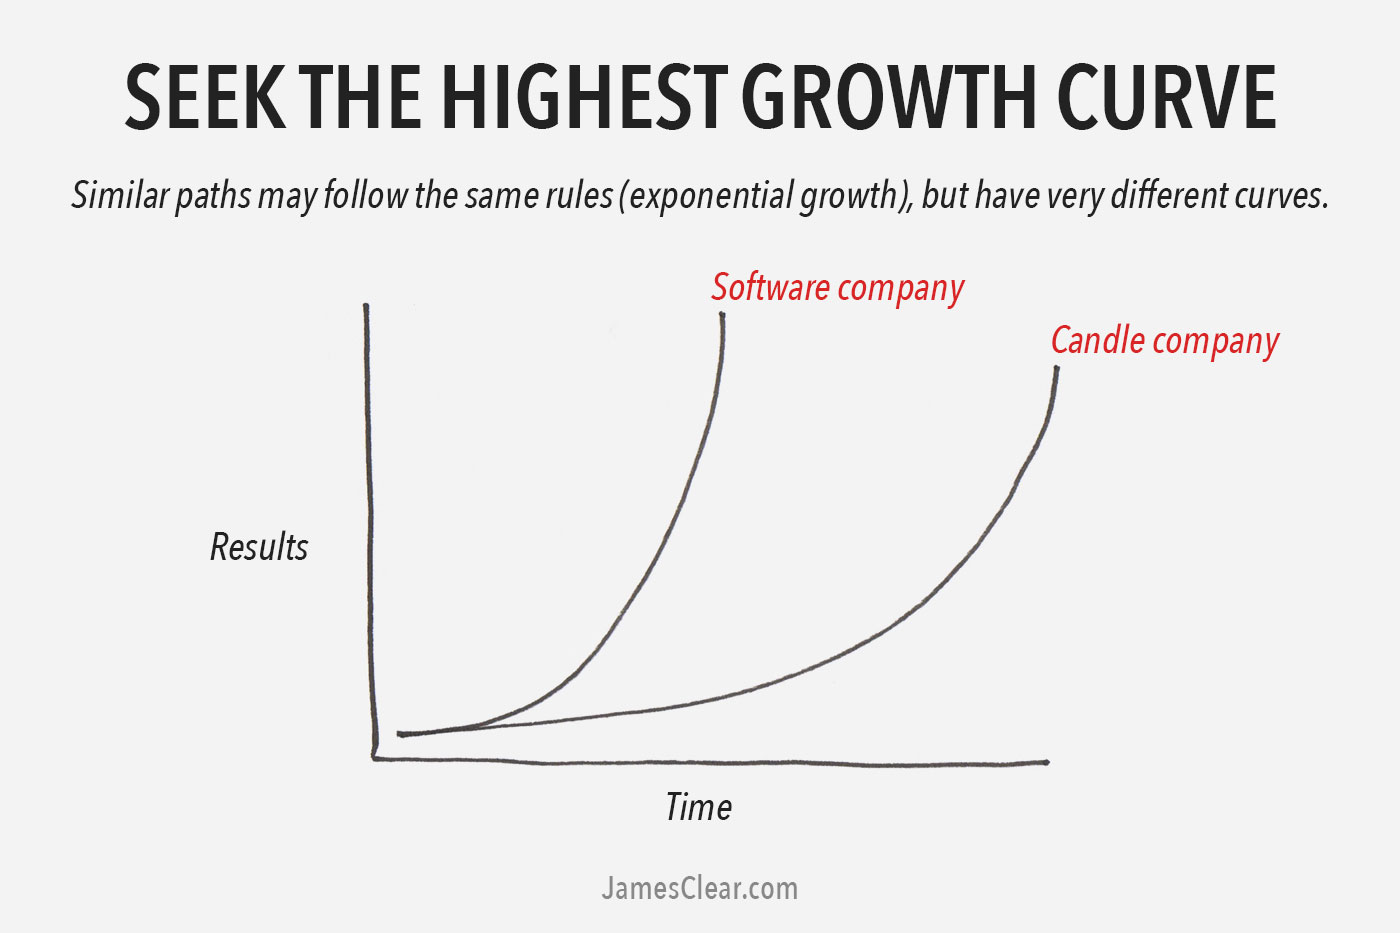 SEEK THE HIGHEST GROWTH CURVE
Similar paths may follow the same rules (exponential growth), but have very different curves.
Software company
Candle company
Results
Time
JamesClear.com